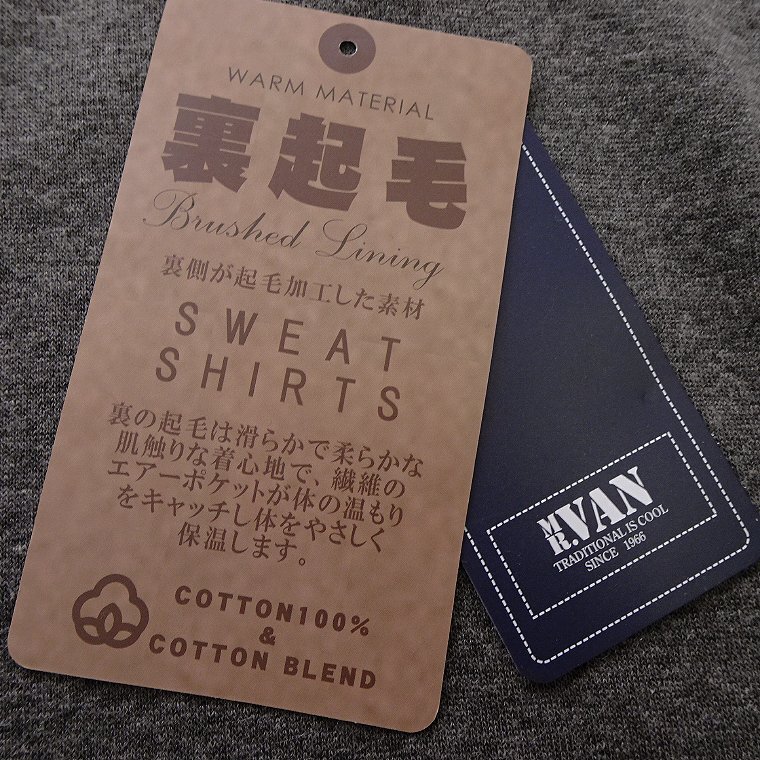 WARM MATERIAL
裏起毛
Brushed Lining
裏側が起毛加工した素材
SWEAT
SHIRTS
裏の起毛は滑らかで柔らかな
肌触りな着心地で、繊維の
エアーポケットが体の温もり
をキャッチし体をやさしく
保温します。
COTTON100%
&
COTTON BLEND
MR.VAN
TRADITIONAL IS COOL
SINCE 1966